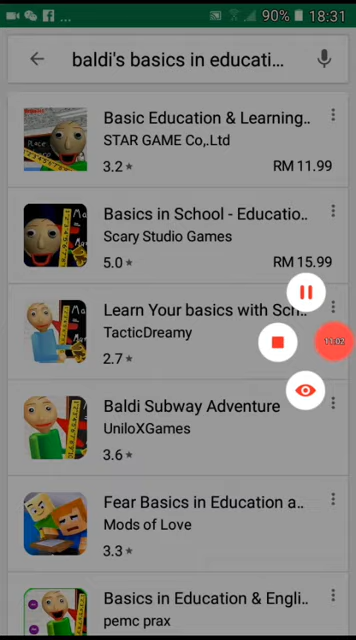 90% 18:31
baldi's basics in educati...
Basic Education & Learning..
STAR GAME Co,.Ltd
3.2★ RM 11.99
Basics in School - Educatio..
Scary Studio Games
5.0★ RM 15.99
Learn Your basics with Sch..
TacticDreamy
11:02
2.7★
Baldi Subway Adventure
UniloXGames
3.6★
Fear Basics in Education a..
Mods of Love
3.3★
Basics in Education & Engli..
pemc prax